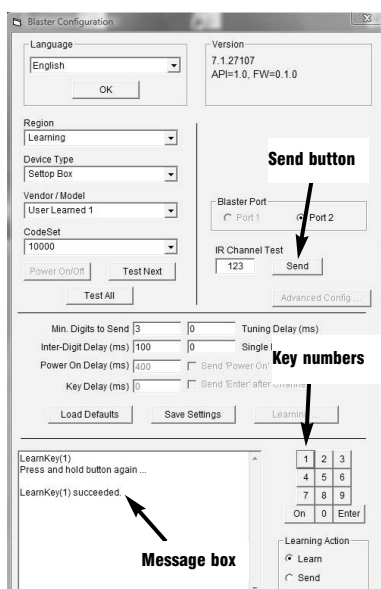 Blaster Configuration
Language
English
OK
Version
7.1.27107
API=1.0, FW=0.1.0
Region
Learning
Device Type
Settop Box
Vendor / Model
User Learned 1
CodeSet
10000
Power On/Off
Test Next
Test All
Send button
Blaster Port
Port 1
Port 2
IR Channel Test
123
Send
Advanced Config ...
Min. Digits to Send 3 0 Tuning Delay (ms)
Inter-Digit Delay (ms) 100 0 Single
Power On Delay (ms) 400 Send 'Power On'
Key Delay (ms) 0 Send 'Enter' after Channel
Key numbers
Load Defaults
Save Settings
Learning ...
LearnKey(1)
Press and hold button again ...
LearnKey(1) succeeded.
Message box
1 2 3
4 5 6
7 8 9
On 0 Enter
Learning Action
Learn
Send